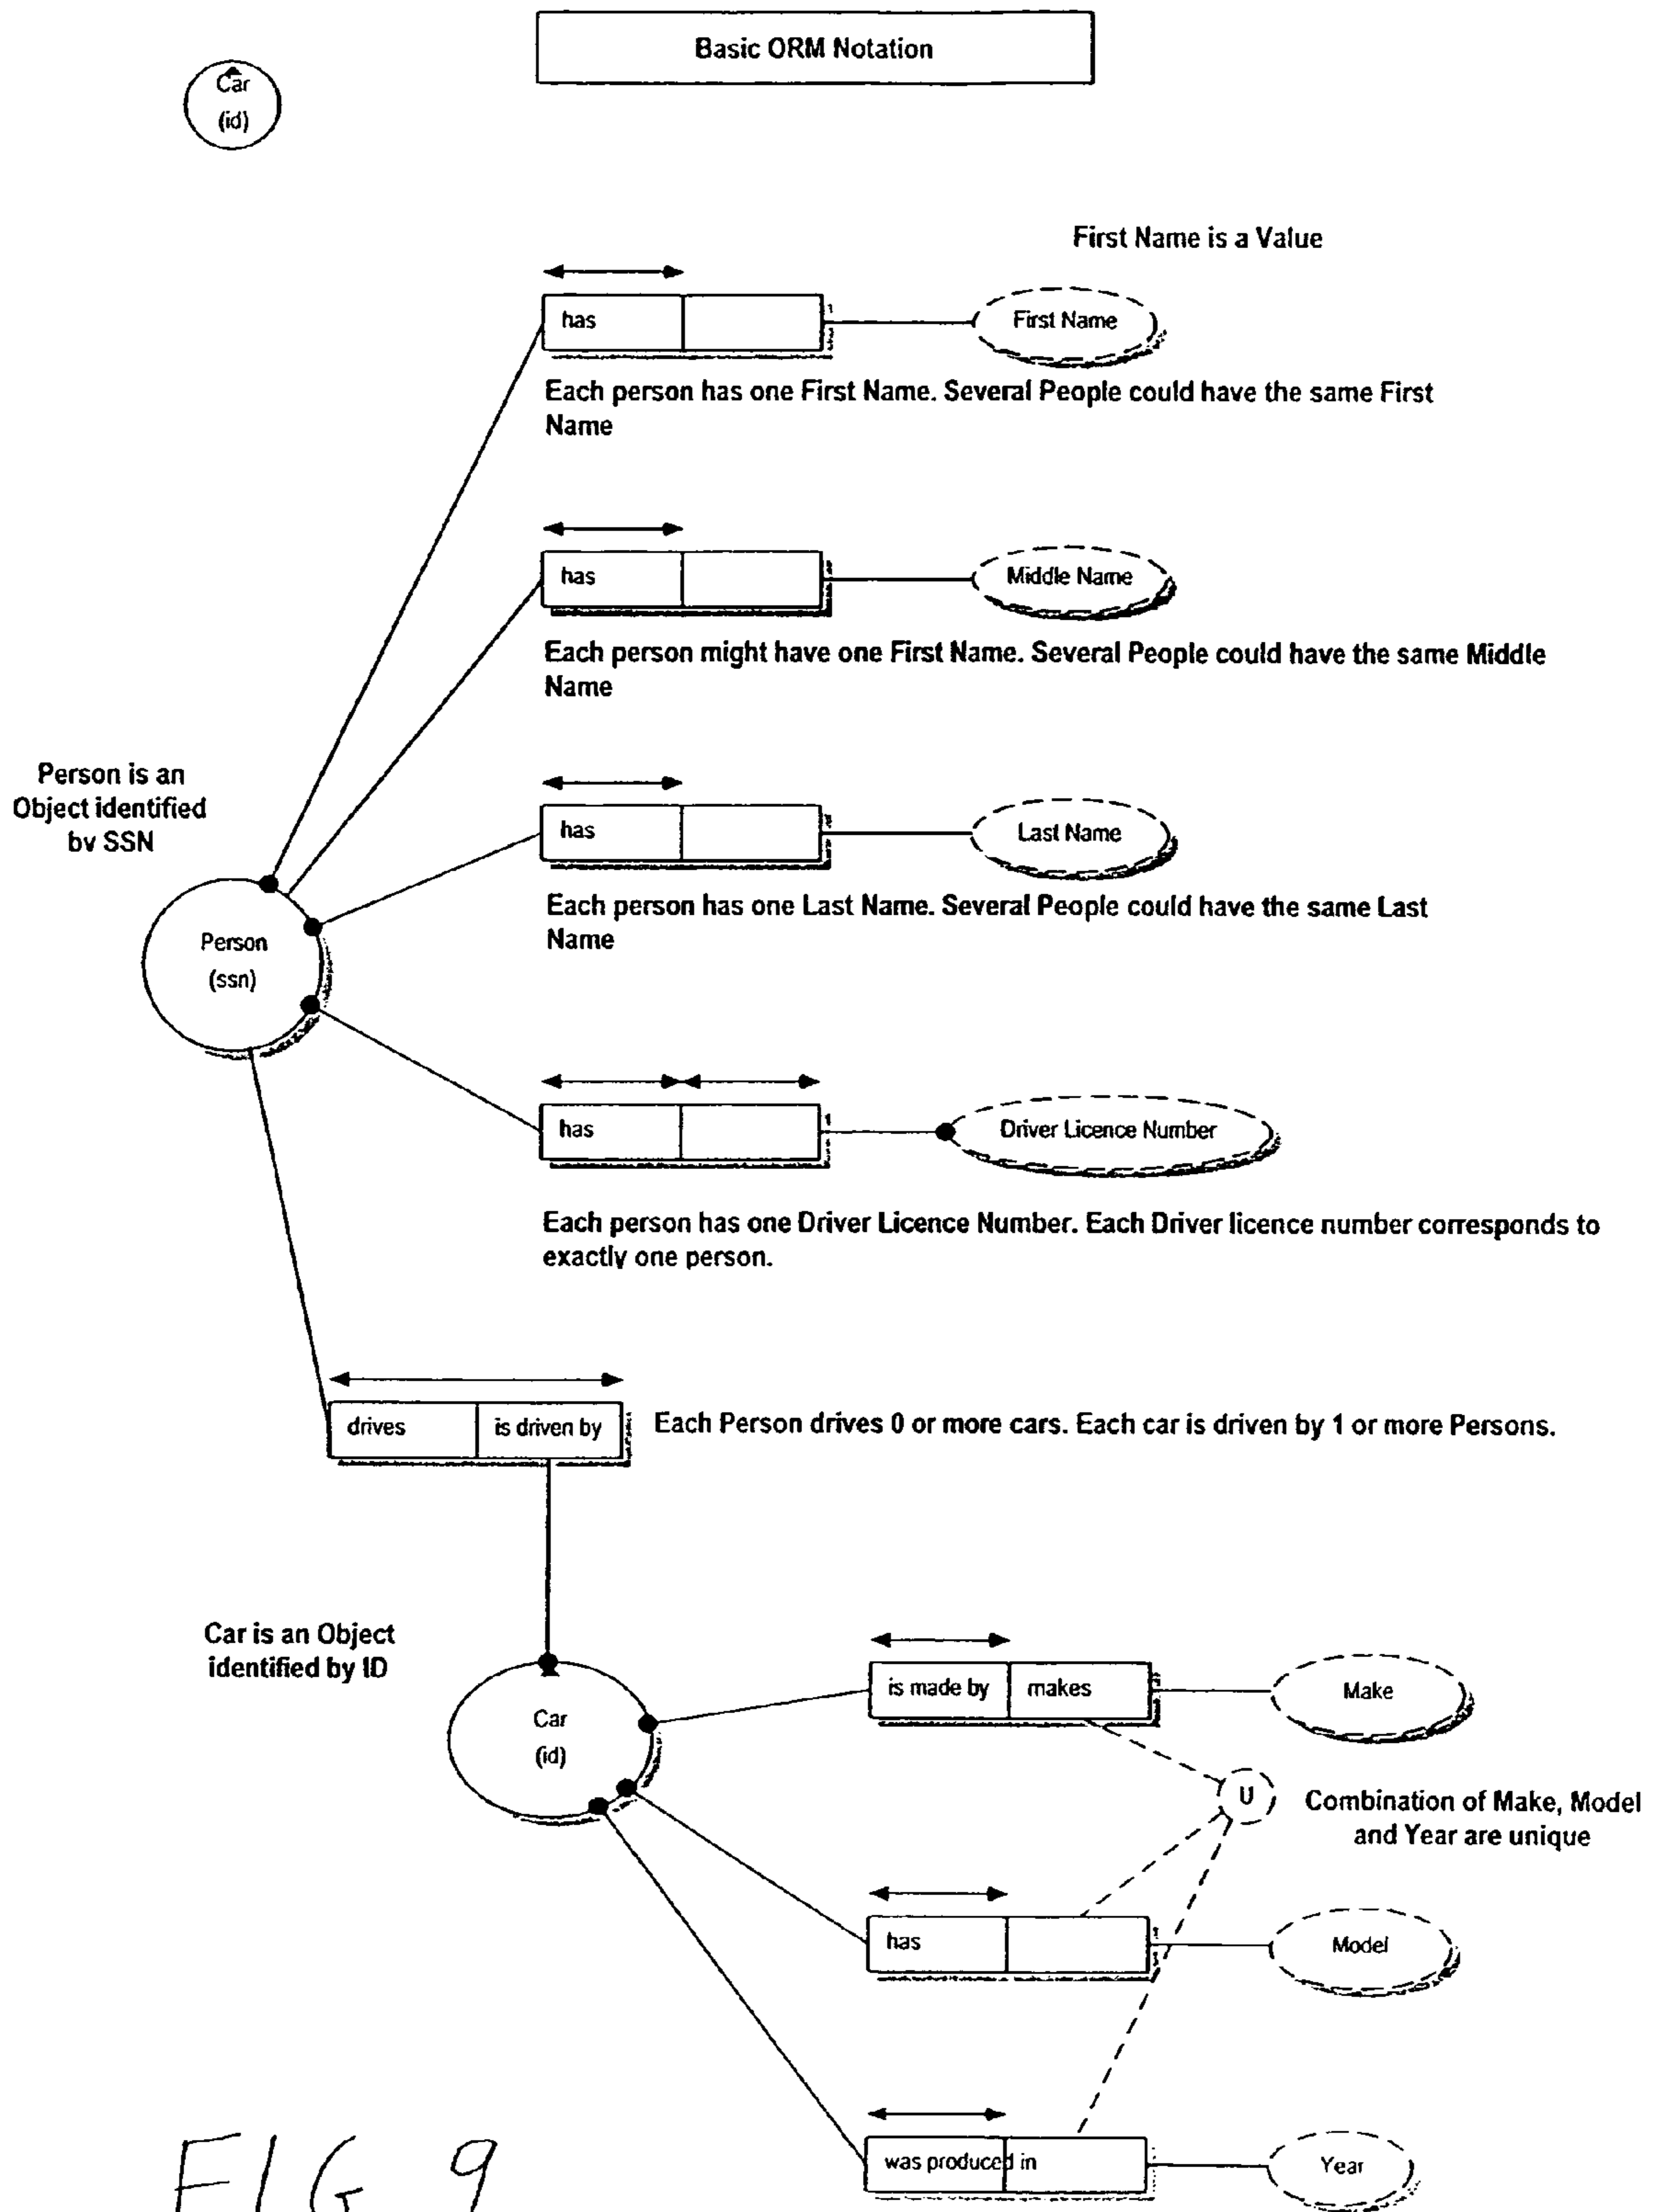 Basic ORM Notation
Car
(id)
First Name is a Value
has
First Name
Each person has one First Name. Several People could have the same First
Name
has
Middle Name
Each person might have one First Name. Several People could have the same Middle
Name
Person is an
Object identified
by SSN
has
Last Name
Each person has one Last Name. Several People could have the same Last
Name
Person
(ssn)
has
Driver Licence Number
Each person has one Driver Licence Number. Each Driver licence number corresponds to
exactly one person.
drives
is driven by
Each Person drives 0 or more cars. Each car is driven by 1 or more Persons.
Car is an Object
identified by ID
Car
(id)
is made by
makes
Make
U
Combination of Make, Model
and Year are unique
has
Model
was produced in
Year
FIG 9